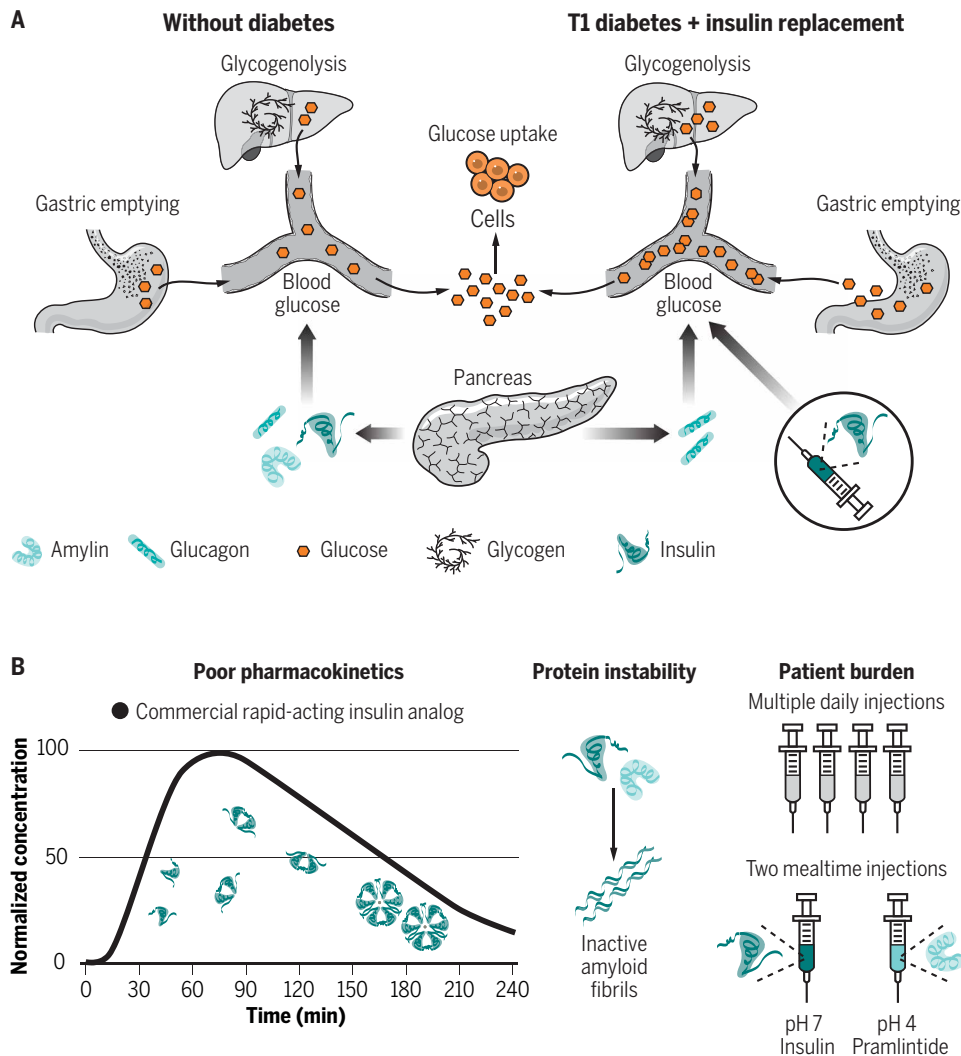 A
Without diabetes
T1 diabetes + insulin replacement
Glycogenolysis
Glycogenolysis
Glucose uptake
Cells
Gastric emptying
Gastric emptying
Blood
glucose
Blood
glucose
Pancreas
Amylin
Glucagon
Glucose
Glycogen
Insulin
B
Poor pharmacokinetics
Commercial rapid-acting insulin analog
Normalized concentration
100
50
0
0
30
60
90
120
150
180
190
210
240
Time (min)
Protein instability
Inactive
amyloid
fibrils
Patient burden
Multiple daily injections
Two mealtime injections
pH 7
Insulin
pH 4
Pramlintide